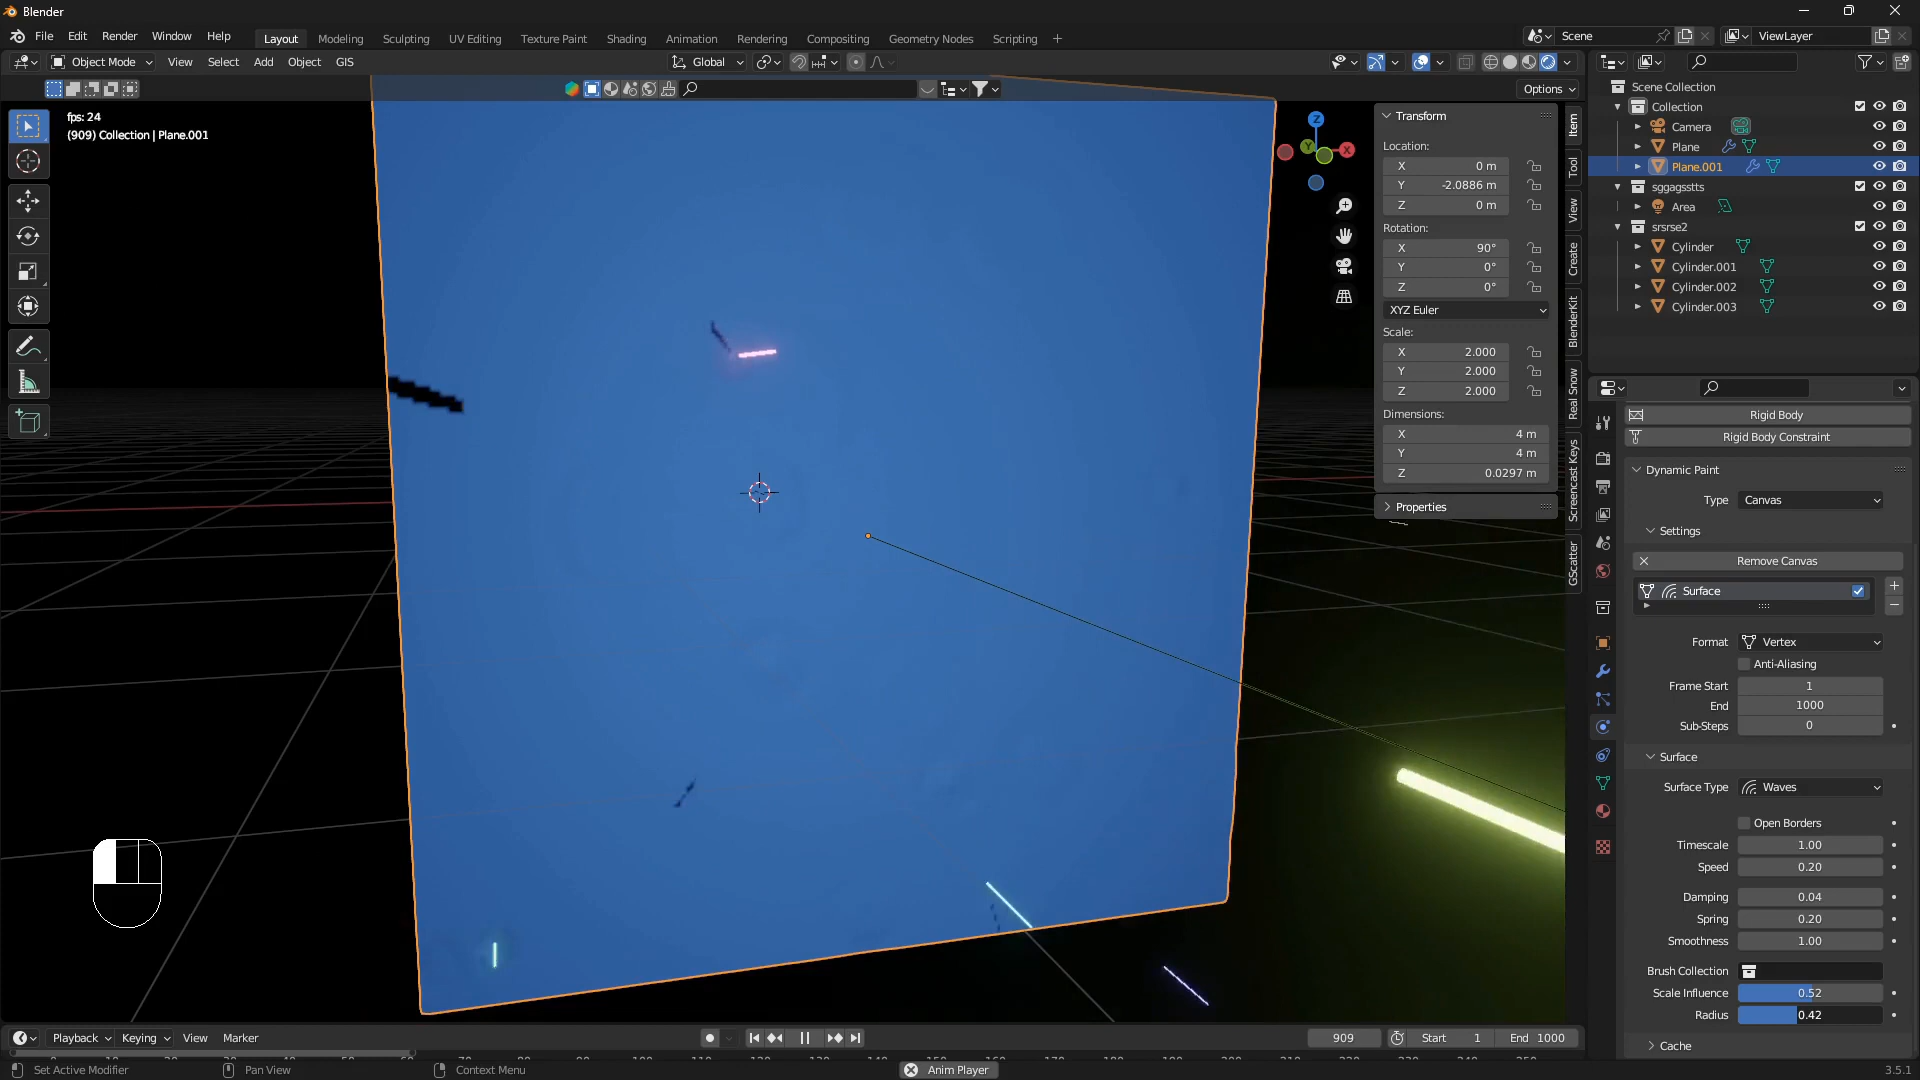 Blender
File Edit Render Window Help
Layout Modeling Sculpting UV Editing Texture Paint Shading Animation Rendering Compositing Geometry Nodes Scripting +
Scene
ViewLayer
Object Mode View Select Add Object GIS
Global
Options
fps: 24
(909) Collection | Plane.001
Z
Y
X
Transform
Location:
X 0 m
Y -2.0886 m
Z 0 m
Rotation:
X 90°
Y 0°
Z 0°
XYZ Euler
Scale:
X 2.000
Y 2.000
Z 2.000
Dimensions:
X 4 m
Y 4 m
Z 0.0297 m
Properties
Item
Tool
View
Create
BlenderKit
Real Snow
Screencast Keys
GScatter
Scene Collection
Collection
Camera
Plane
Plane.001
sggagsstts
Area
srsrse2
Cylinder
Cylinder.001
Cylinder.002
Cylinder.003
Rigid Body
Rigid Body Constraint
Dynamic Paint
Type Canvas
Settings
Remove Canvas
Surface
Format Vertex
Anti-Aliasing
Frame Start 1
End 1000
Sub-Steps 0
Surface
Surface Type Waves
Open Borders
Timescale 1.00
Speed 0.20
Damping 0.04
Spring 0.20
Smoothness 1.00
Brush Collection
Scale Influence 0.52
Radius 0.42
Cache
Playback Keying View Marker
909 Start 1 End 1000
Set Active Modifier Pan View Context Menu Anim Player 3.5.1